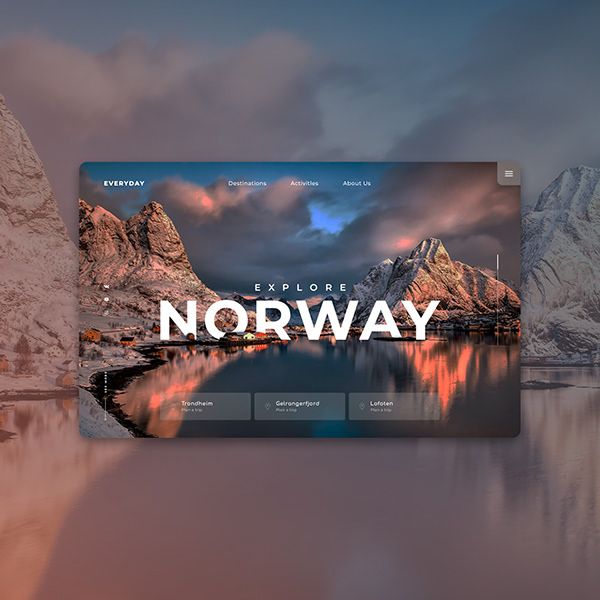 EVERYDAY
Destinations
Activities
About Us
EXPLORE
NORWAY
Trondheim
Plan a trip
Geirangerfjord
Plan a trip
Lofoten
Plan a trip